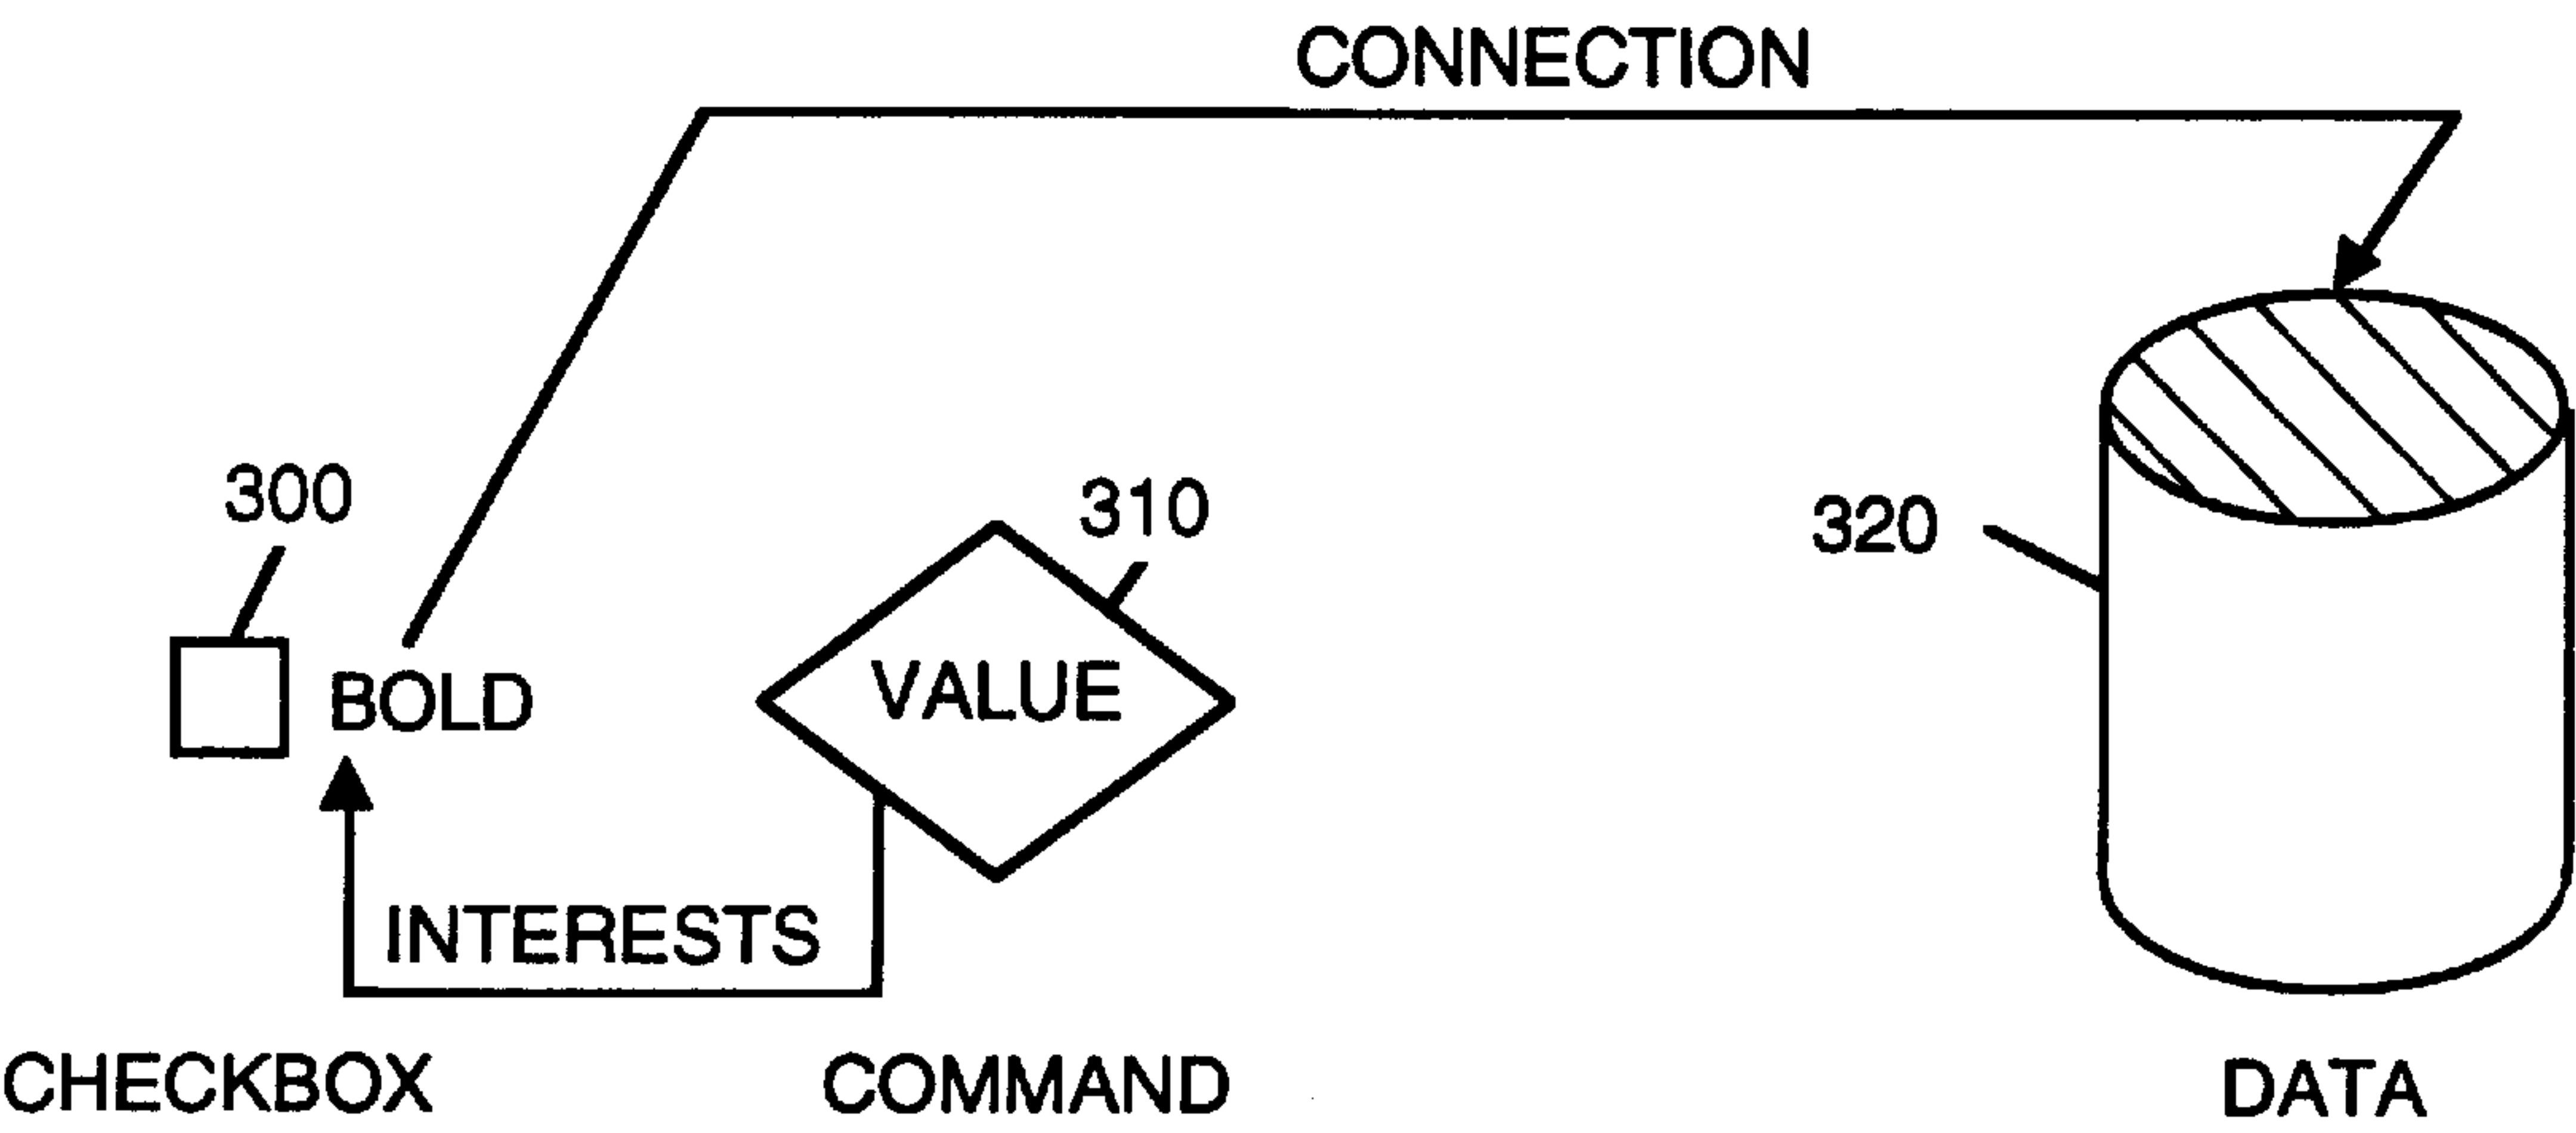 CONNECTION
300
310
320
BOLD
VALUE
INTERESTS
CHECKBOX
COMMAND
DATA